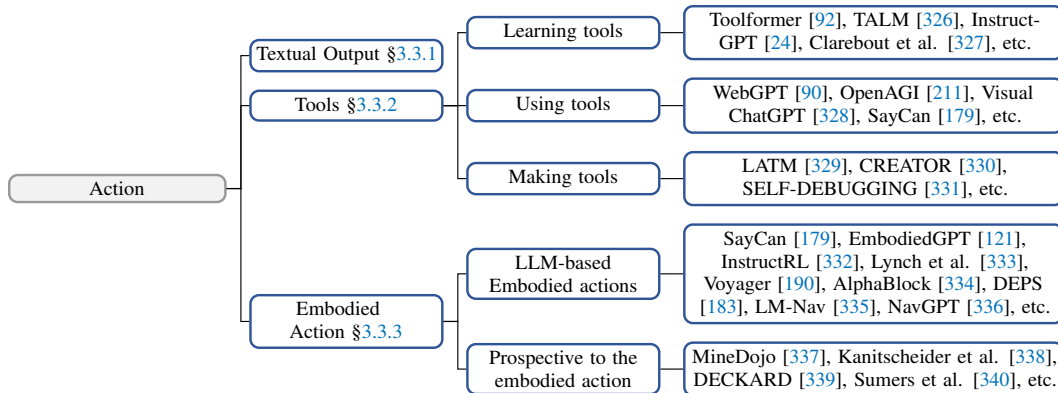 Action
Textual Output §3.3.1
Tools §3.3.2
Learning tools
Toolformer [92], TALM [326], Instruct-
GPT [24], Clarebout et al. [327], etc.
Using tools
WebGPT [90], OpenAGI [211], Visual
ChatGPT [328], SayCan [179], etc.
Making tools
LATM [329], CREATOR [330],
SELF-DEBUGGING [331], etc.
Embodied
Action §3.3.3
LLM-based
Embodied actions
SayCan [179], EmbodiedGPT [121],
InstructRL [332], Lynch et al. [333],
Voyager [190], AlphaBlock [334], DEPS
[183], LM-Nav [335], NavGPT [336], etc.
Prospective to the
embodied action
MineDojo [337], Kanitscheider et al. [338],
DECKARD [339], Sumers et al. [340], etc.